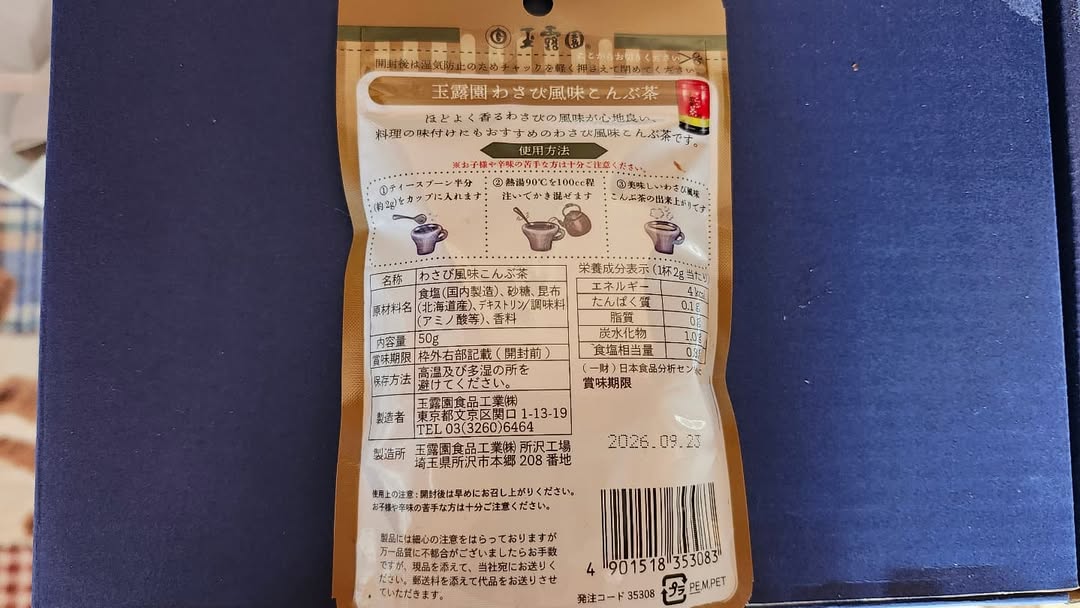 玉露園
開封後は湿気防止のためチャックを軽く押さえて閉めてください。
玉露園 わさび風味こんぶ茶
ほどよく香るわさびの風味が心地良い、
料理の味付けにもおすすめのわさび風味こんぶ茶です。
使用方法
※お子様や辛味の苦手な方は十分ご注意ください。
①ティースプーン半分
(約2g)をカップに入れます
②熱湯90℃を100cc程
注いでかき混ぜます
③美味しいわさび風味
こんぶ茶の出来上がりです
名称 わさび風味こんぶ茶
原材料名 食塩(国内製造)、砂糖、昆布
(北海道産)、デキストリン/調味料
(アミノ酸等)、香料
内容量 50g
賞味期限 枠外右部記載(開封前)
保存方法 高温及び多湿の所を
避けてください。
製造者 玉露園食品工業㈱
東京都文京区関口 1-13-19
TEL 03(3260)6464
製造所 玉露園食品工業㈱ 所沢工場
埼玉県所沢市本郷 208 番地
栄養成分表示(1杯2g当たり)
エネルギー 4
たんぱく質 0.1g
脂質 0g
炭水化物 1.0g
食塩相当量
(一財)日本食品分析セン
賞味期限
2026.09.23
使用上の注意:開封後は早めにお召し上がりください。
お子様や辛味の苦手な方は十分ご注意ください。
製品には細心の注意をはらっておりますが
万一品質に不都合がございましたらお手数
ですが、現品を添えて、当社宛にお送りく
ださい。郵送料を添えて代品をお送りさせ
ていただきます。
4 901518 353083
発注コード 35308
プラ PE,M,PET